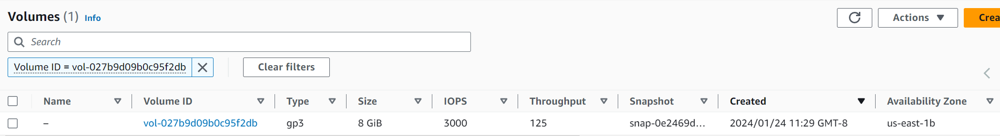 Volumes (1) Info
Actions
Crea
Search
Volume ID = vol-027b9d09b0c95f2db
Clear filters
Name Volume ID Type Size IOPS Throughput Snapshot Created Availability Zone
– vol-027b9d09b0c95f2db gp3 8 GiB 3000 125 snap-0e2469d... 2024/01/24 11:29 GMT-8 us-east-1b